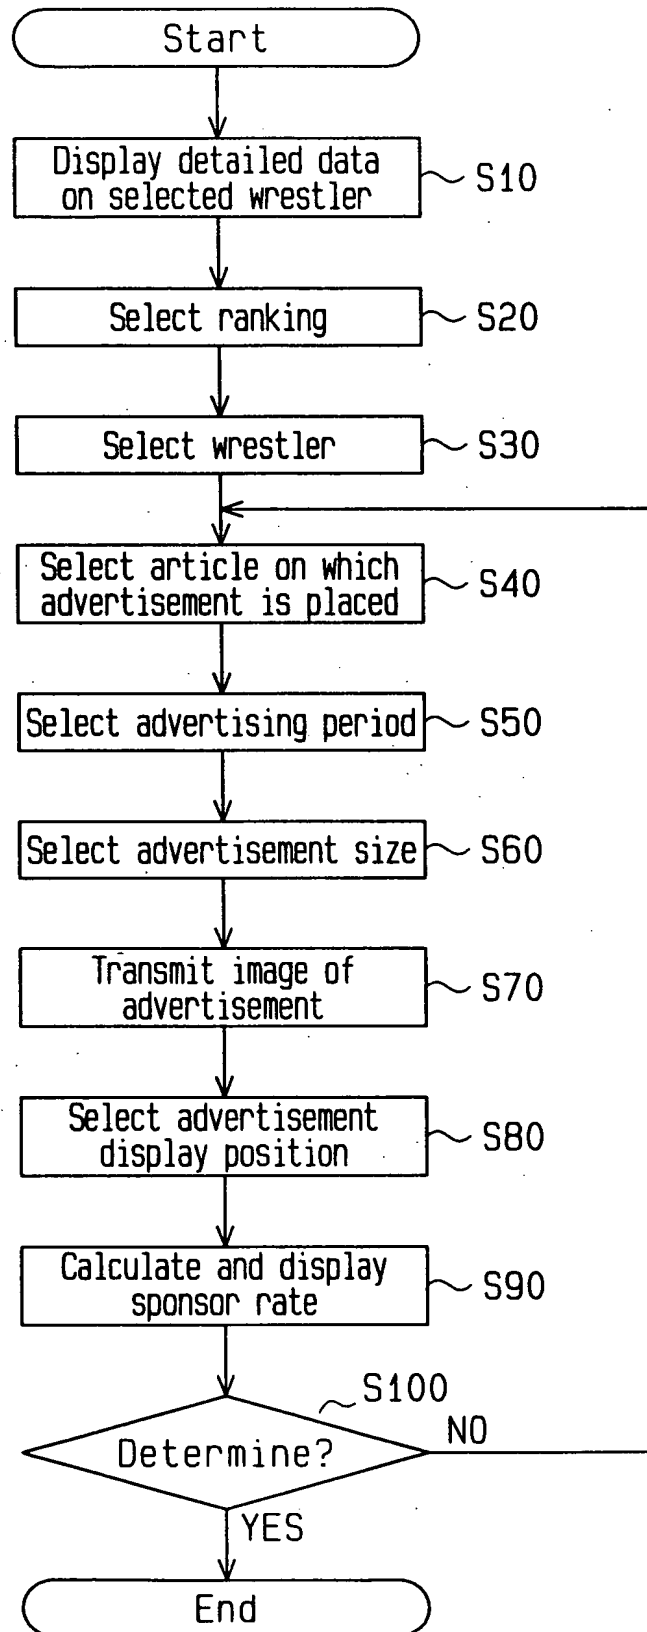 Start
Display detailed data
on selected wrestler
S10
Select ranking
S20
Select wrestler
S30
Select article on which
advertisement is placed
S40
Select advertising period
S50
Select advertisement size
S60
Transmit image of
advertisement
S70
Select advertisement
display position
S80
Calculate and display
sponsor rate
S90
S100
Determine?
NO
YES
End